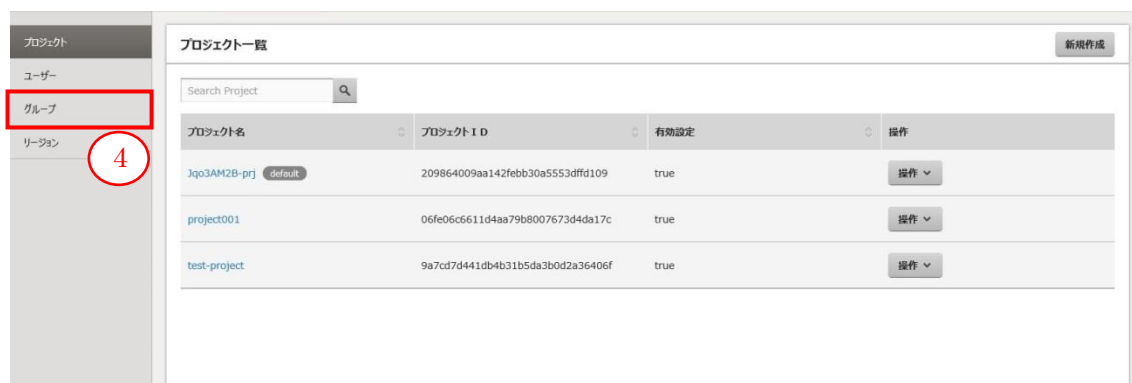 プロジェクト
ユーザー
グループ
リージョン
4
プロジェクト一覧
新規作成
Search Project
プロジェクト名 プロジェクトＩＤ 有効設定 操作
Jqo3AM2B-prj default 209864009aa142febb30a5553dffd109 true 操作
project001 06fe06c6611d4aa79b8007673d4da17c true 操作
test-project 9a7cd7d441db4b31b5da3b0d2a36406f true 操作